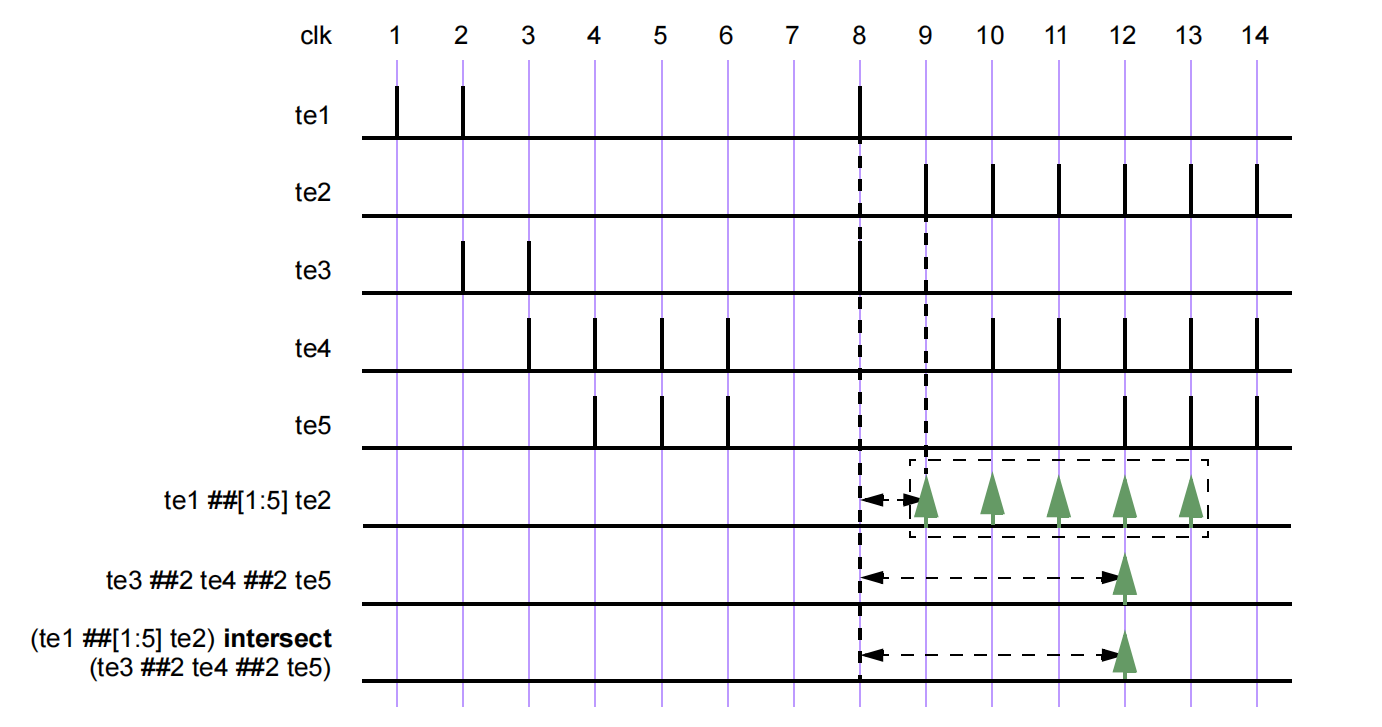 clk 1 2 3 4 5 6 7 8 9 10 11 12 13 14
te1
te2
te3
te4
te5
te1 ##[1:5] te2
te3 ##2 te4 ##2 te5
(te1 ##[1:5] te2) intersect
(te3 ##2 te4 ##2 te5)